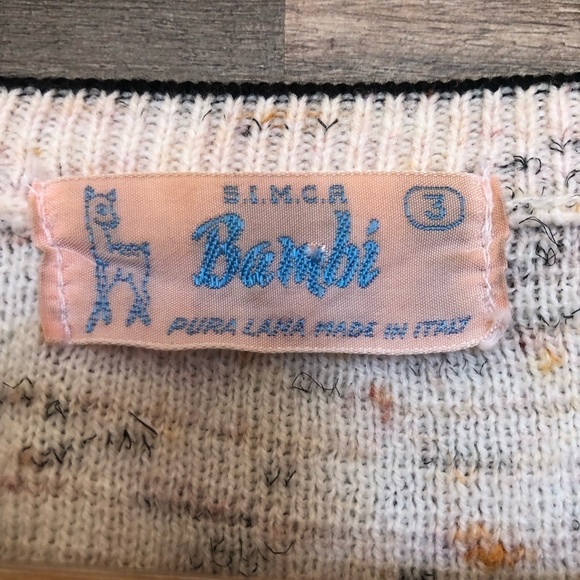 S.I.M.C.R
Bambi
3
PURA LANA MADE IN ITALY